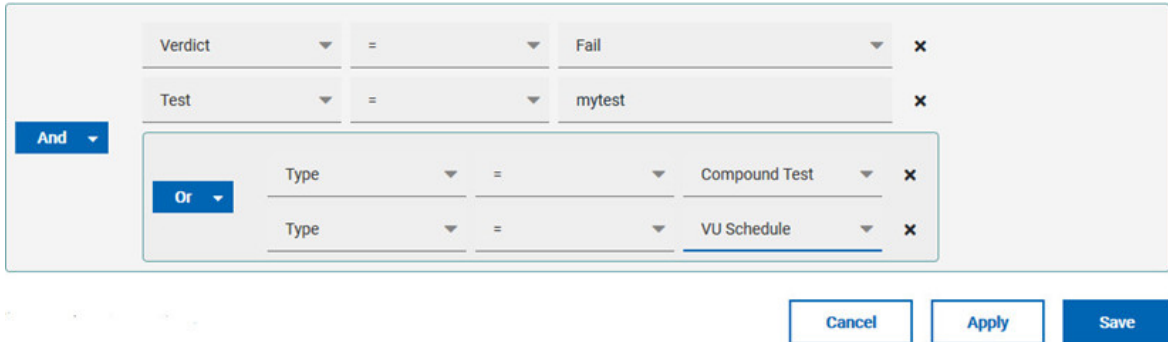 Verdict = Fail ×
Test = mytest ×
And
Type = Compound Test ×
Or
Type = VU Schedule ×
Cancel Apply Save